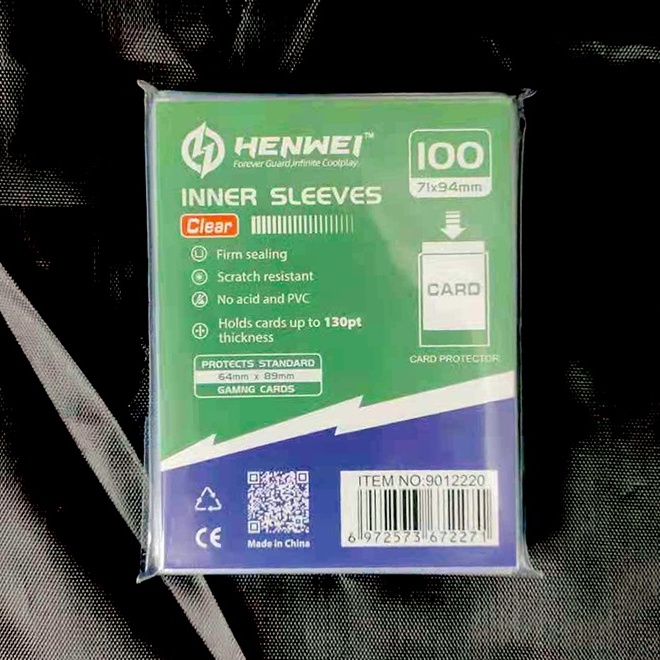 HENWEI™
Forever Guard,Infinite Coolplay.
100
71x94mm
INNER SLEEVES
Clear
Firm sealing
Scratch resistant
No acid and PVC
Holds cards up to 130pt
thickness
CARD
CARD PROTECTOR
PROTECTS STANDARD
64mm x 89mm
GAMNG CARDS
ITEM NO:9012220
6 972573 672271
CE
Made in China